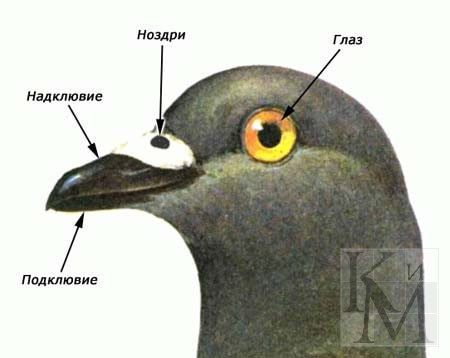 Ноздри
Глаз
Надклювие
Подклювие
К и
М